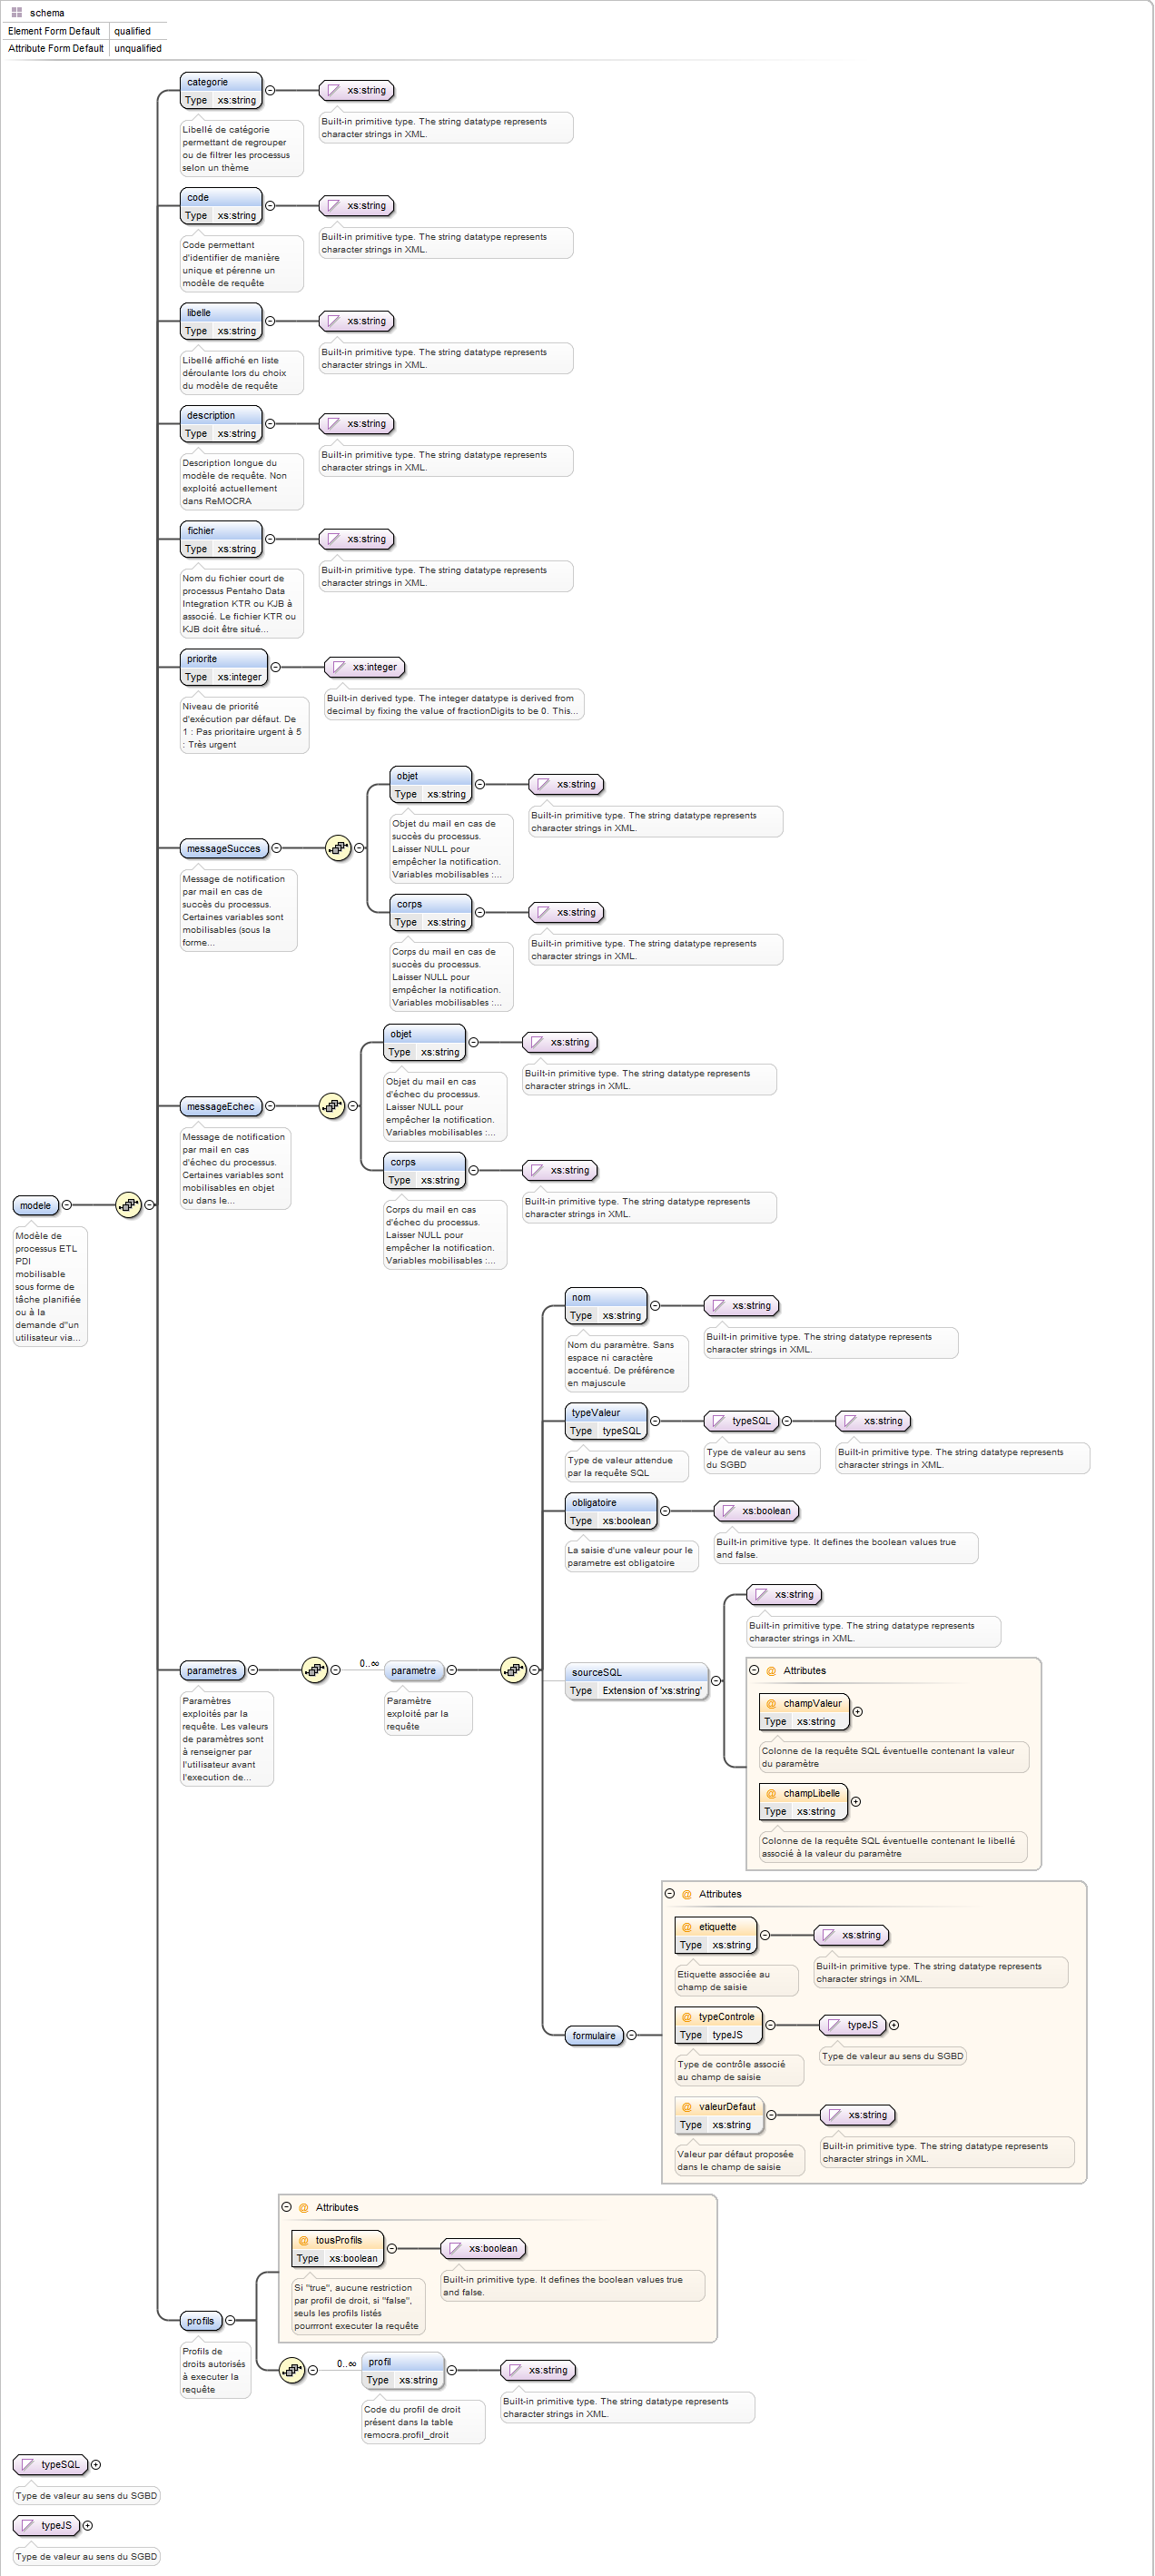 schema
Element Form Default qualified
Attribute Form Default unqualified
categorie
Type xs:string
xs:string
Libellé de catégorie
permettant de regrouper
ou de filtrer les processus
selon un thème
Built-in primitive type. The string datatype represents
character strings in XML.
code
Type xs:string
xs:string
Code permettant
d'identifier de manière
unique et pérenne un
modèle de requête
Built-in primitive type. The string datatype represents
character strings in XML.
libelle
Type xs:string
xs:string
Libellé affiché en liste
déroulante lors du choix
du modèle de requête
Built-in primitive type. The string datatype represents
character strings in XML.
description
Type xs:string
xs:string
Description longue du
modèle de requête. Non
exploité actuellement
dans ReMOCRA
Built-in primitive type. The string datatype represents
character strings in XML.
fichier
Type xs:string
xs:string
Nom du fichier court de
processus Pentaho Data
Integration KTR ou KJB à
associé. Le fichier KTR ou
KJB doit être situé...
Built-in primitive type. The string datatype represents
character strings in XML.
priorite
Type xs:integer
xs:integer
Niveau de priorité
d'exécution par défaut. De
1 : Pas prioritaire urgent à 5
: Très urgent
Built-in derived type. The integer datatype is derived from
decimal by fixing the value of fractionDigits to be 0. This...
messageSucces
Message de notification
par mail en cas de
succès du processus.
Certaines variables sont
mobilisables (sous la
forme...
objet
Type xs:string
xs:string
Objet du mail en cas de
succès du processus.
Laisser NULL pour
empêcher la notification.
Variables mobilisables :...
Built-in primitive type. The string datatype represents
character strings in XML.
corps
Type xs:string
xs:string
Corps du mail en cas de
succès du processus.
Laisser NULL pour
empêcher la notification.
Variables mobilisables :...
Built-in primitive type. The string datatype represents
character strings in XML.
messageEchec
Message de notification
par mail en cas
d'échec du processus.
Certaines variables sont
mobilisables en objet
ou dans le...
objet
Type xs:string
xs:string
Objet du mail en cas
d'échec du processus.
Laisser NULL pour
empêcher la notification.
Variables mobilisables :...
Built-in primitive type. The string datatype represents
character strings in XML.
corps
Type xs:string
xs:string
Corps du mail en cas
d'échec du processus.
Laisser NULL pour
empêcher la notification.
Variables mobilisables :...
Built-in primitive type. The string datatype represents
character strings in XML.
modele
Modèle de
processus ETL
PDI
mobilisable
sous forme de
tâche planifiée
ou à la
demande d"un
utilisateur via...
parametres
Paramètres
exploités par la
requête. Les valeurs
de paramètres sont
à renseigner par
l'utilisateur avant
l'execution de...
0..∞
parametre
Paramètre
exploité par la
requête
nom
Type xs:string
xs:string
Nom du paramètre. Sans
espace ni caractère
accentué. De préférence
en majuscule
Built-in primitive type. The string datatype represents
character strings in XML.
typeValeur
Type typeSQL
typeSQL
xs:string
Type de valeur attendue
par la requête SQL
Type de valeur au sens
du SGBD
Built-in primitive type. The string datatype represents
character strings in XML.
obligatoire
Type xs:boolean
xs:boolean
La saisie d'une valeur pour le
parametre est obligatoire
Built-in primitive type. It defines the boolean values true
and false.
sourceSQL
Type Extension of 'xs:string'
xs:string
Built-in primitive type. The string datatype represents
character strings in XML.
@ Attributes
@ champValeur
Type xs:string
Colonne de la requête SQL éventuelle contenant la valeur
du paramètre
@ champLibelle
Type xs:string
Colonne de la requête SQL éventuelle contenant le libellé
associé à la valeur du paramètre
formulaire
@ Attributes
@ etiquette
Type xs:string
xs:string
Etiquette associée au
champ de saisie
Built-in primitive type. The string datatype represents
character strings in XML.
@ typeControle
Type typeJS
typeJS
Type de contrôle associé
au champ de saisie
Type de valeur au sens du SGBD
@ valeurDefaut
Type xs:string
xs:string
Valeur par défaut proposée
dans le champ de saisie
Built-in primitive type. The string datatype represents
character strings in XML.
profils
Profils de
droits autorisés
à executer la
requête
@ Attributes
@ tousProfils
Type xs:boolean
xs:boolean
Si "true", aucune restriction
par profil de droit, si "false",
seuls les profils listés
pourront executer la requête
Built-in primitive type. It defines the boolean values true
and false.
0..∞
profil
Type xs:string
xs:string
Code du profil de droit
présent dans la table
remocra.profil_droit
Built-in primitive type. The string datatype represents
character strings in XML.
typeSQL
Type de valeur au sens du SGBD
typeJS
Type de valeur au sens du SGBD